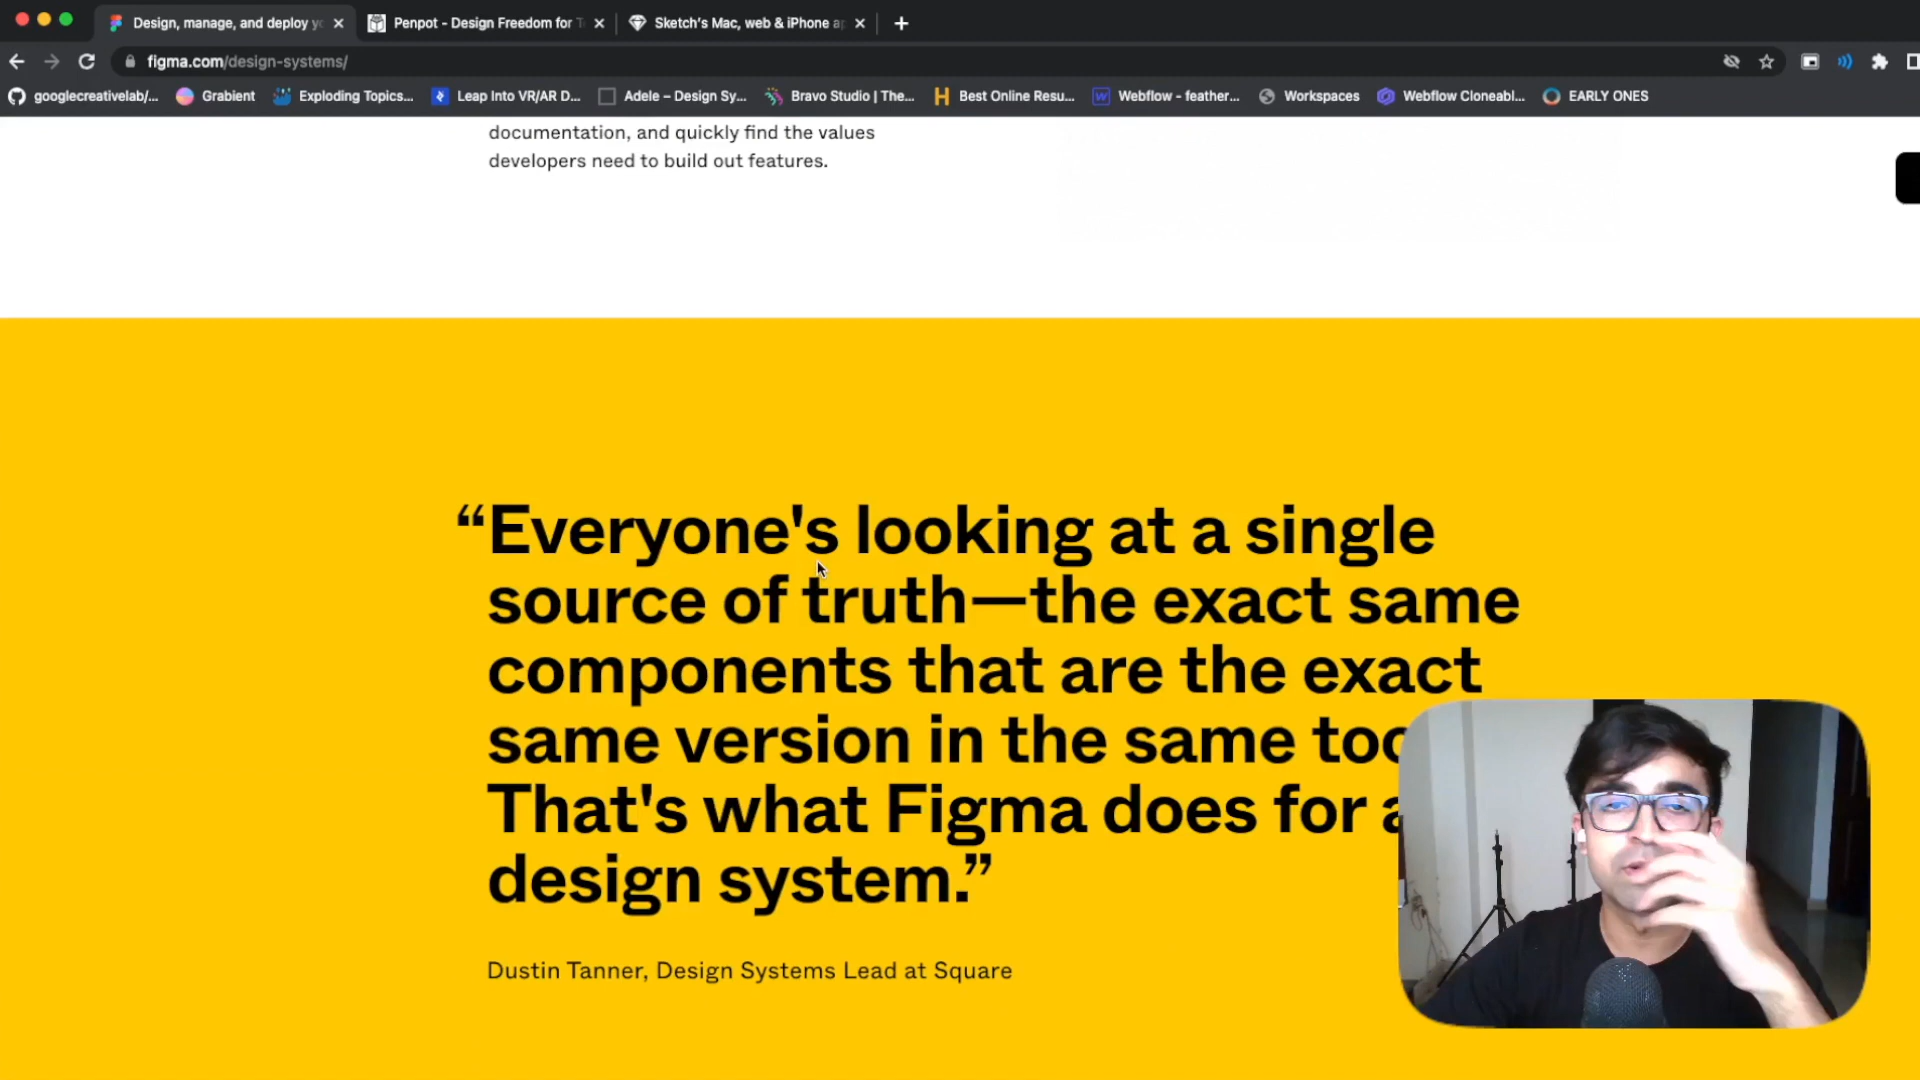 Design, manage, and deploy yo
Penpot - Design Freedom for T
Sketch's Mac, web & iPhone ap
figma.com/design-systems/
googlecreativelab/...
Grabient
Exploding Topics...
Leap Into VR/AR D...
Adele – Design Sy...
Bravo Studio | The...
Best Online Resu...
Webflow - feather...
Workspaces
Webflow Cloneabl...
EARLY ONES
documentation, and quickly find the values
developers need to build out features.
“Everyone's looking at a single
source of truth—the exact same
components that are the exact
same version in the same too
That's what Figma does for a
design system.”
Dustin Tanner, Design Systems Lead at Square